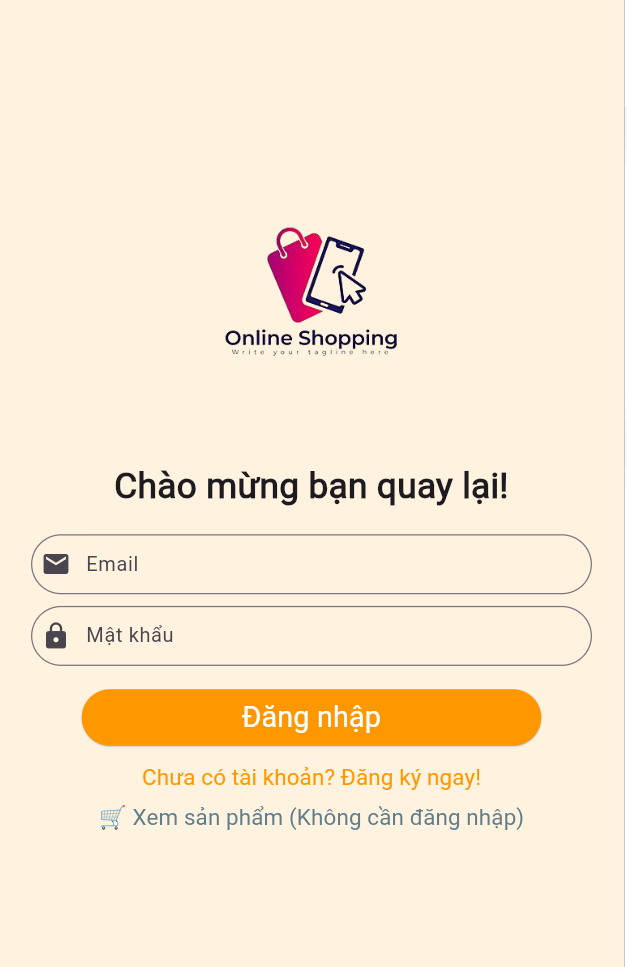 Online Shopping
Write your tagline here
Chào mừng bạn quay lại!
Email
Mật khẩu
Đăng nhập
Chưa có tài khoản? Đăng ký ngay!
🛒 Xem sản phẩm (Không cần đăng nhập)